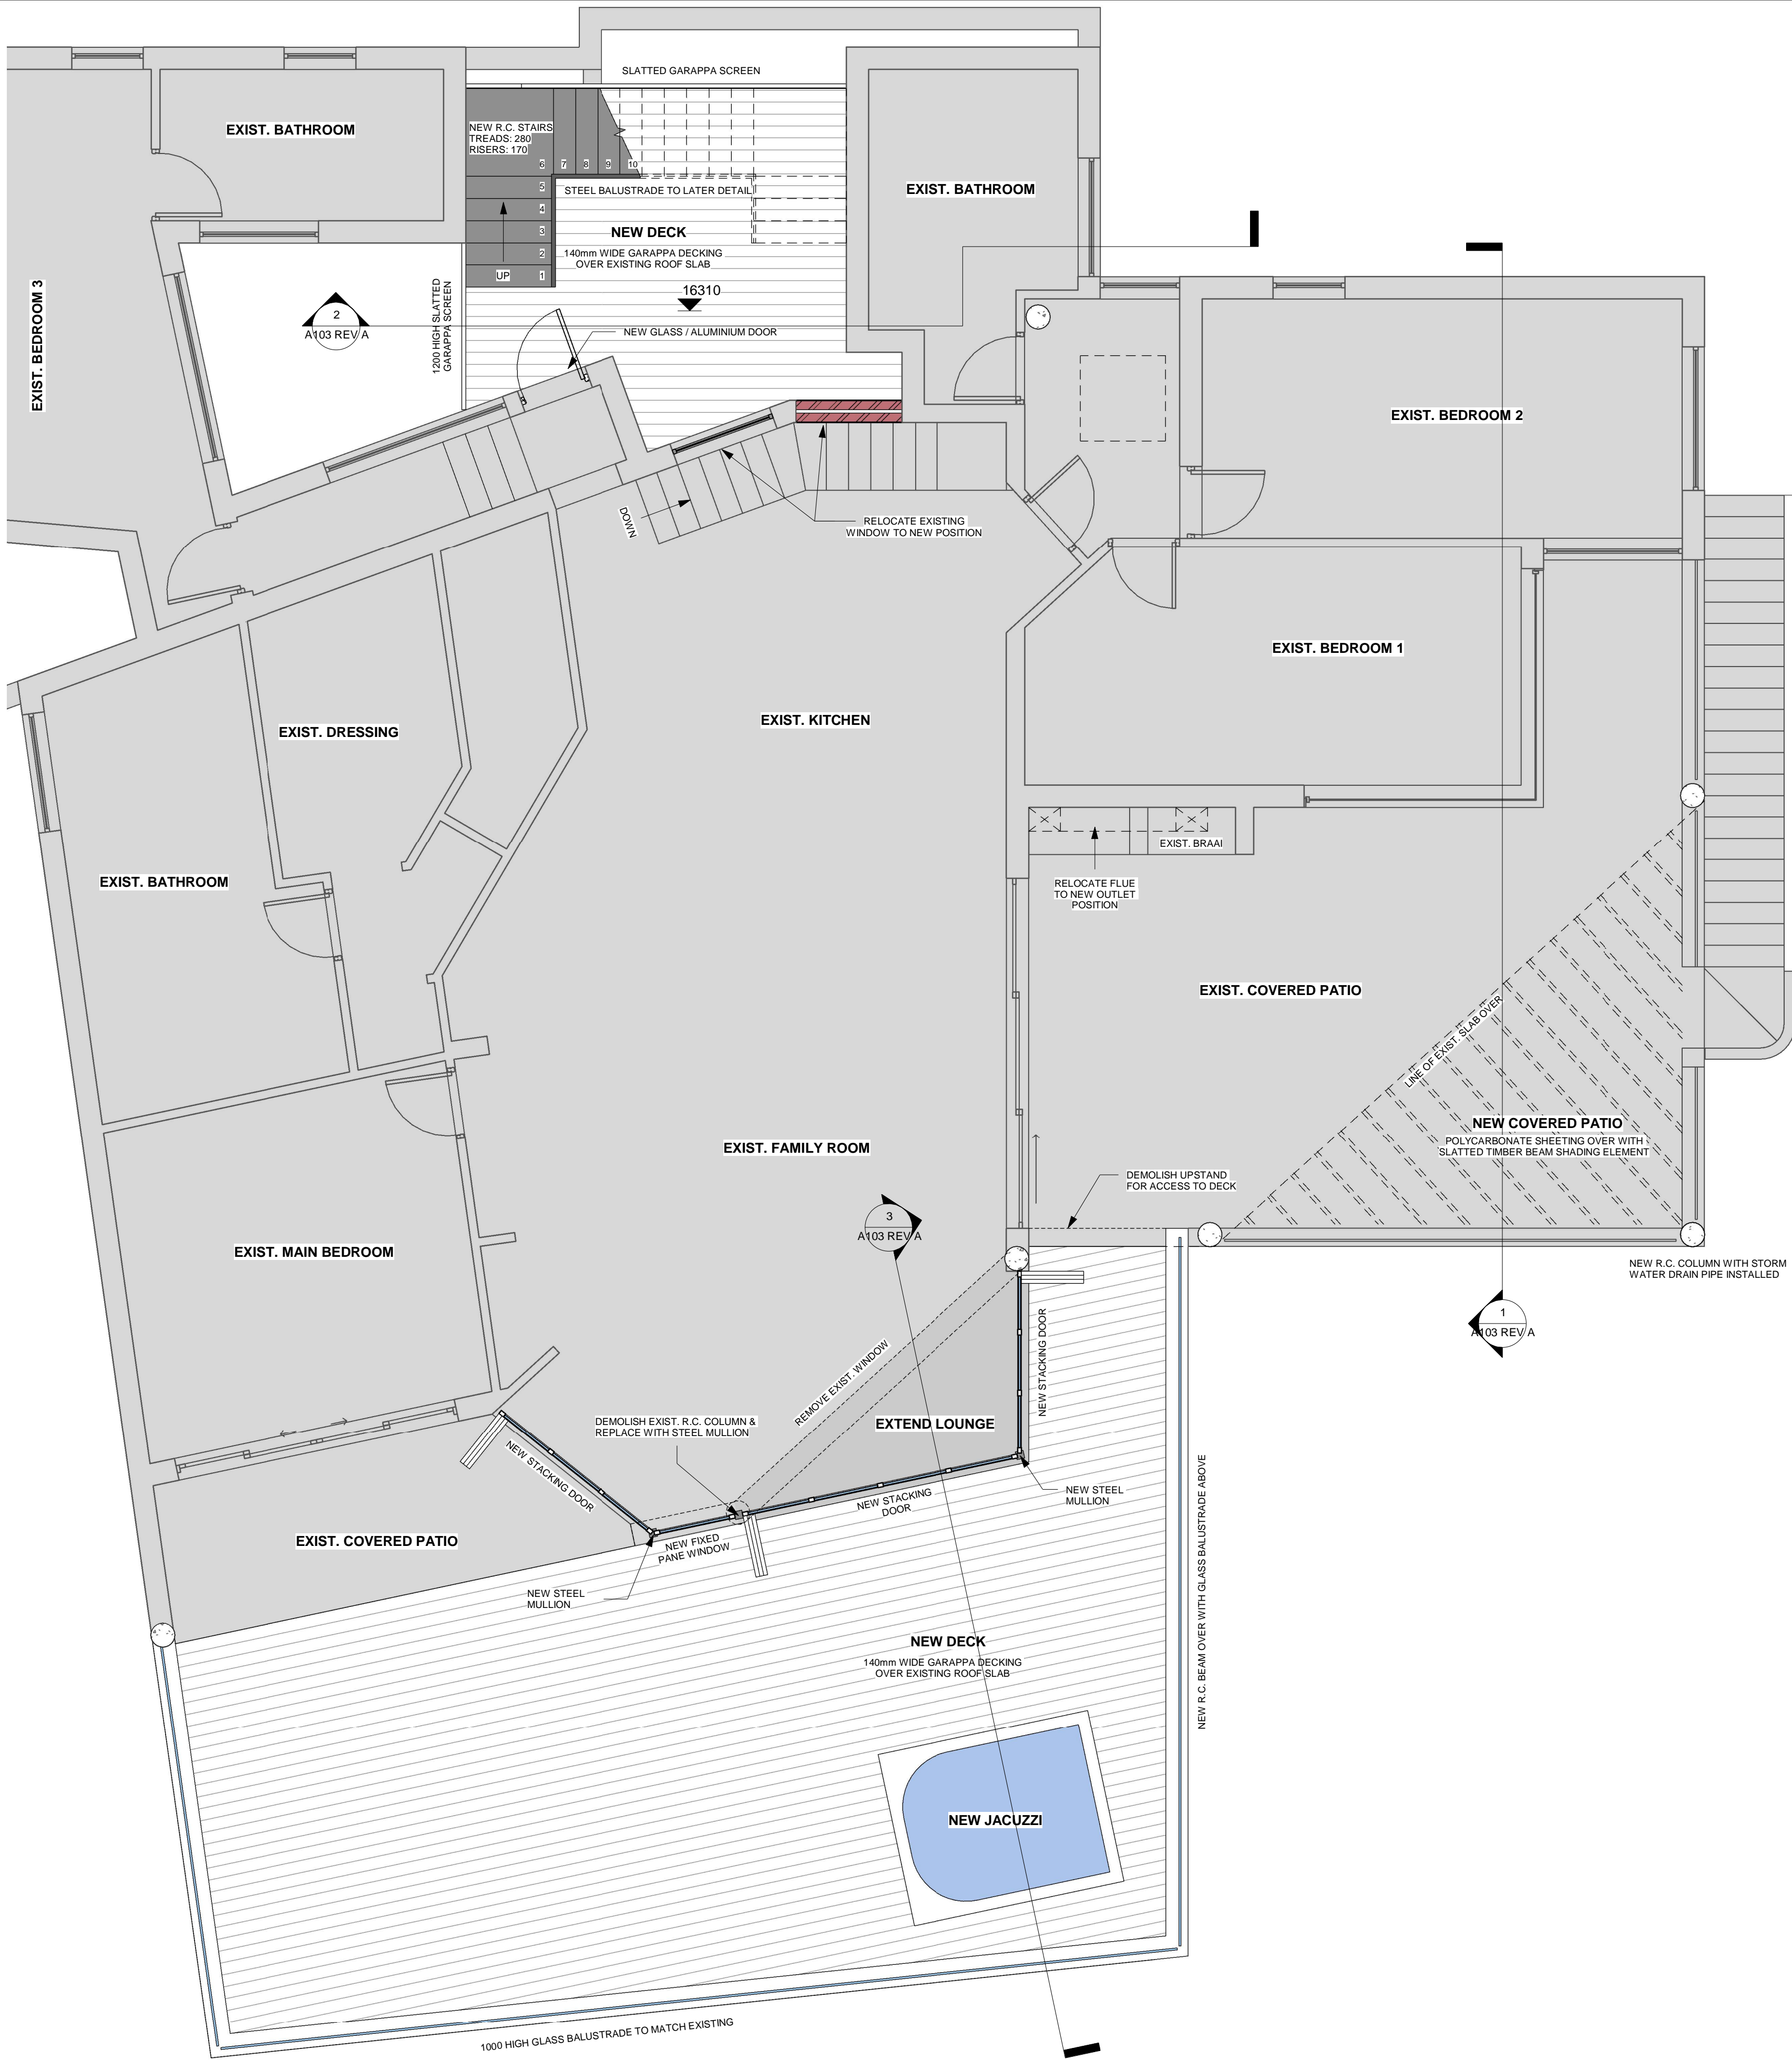 SLATTED GARAPPA SCREEN
EXIST. BATHROOM
NEW R.C. STAIRS
TREADS: 280
RISERS: 170
6 7 8 9 10
5
4
3
2
1
UP
STEEL BALUSTRADE TO LATER DETAIL
NEW DECK
140mm WIDE GARAPPA DECKING
OVER EXISTING ROOF SLAB
16310
EXIST. BATHROOM
EXIST. BEDROOM 3
2
A103 REV A
1200 HIGH SLATTED
GARAPPA SCREEN
NEW GLASS / ALUMINIUM DOOR
EXIST. BEDROOM 2
DOWN
RELOCATE EXISTING
WINDOW TO NEW POSITION
EXIST. BEDROOM 1
EXIST. KITCHEN
EXIST. DRESSING
EXIST. BRAAI
RELOCATE FLUE
TO NEW OUTLET
POSITION
EXIST. BATHROOM
EXIST. COVERED PATIO
LINE OF EXIST. SLAB OVER
NEW COVERED PATIO
POLYCARBONATE SHEETING OVER WITH
SLATTED TIMBER BEAM SHADING ELEMENT
EXIST. FAMILY ROOM
DEMOLISH UPSTAND
FOR ACCESS TO DECK
3
A103 REV A
EXIST. MAIN BEDROOM
NEW R.C. COLUMN WITH STORM
WATER DRAIN PIPE INSTALLED
1
A103 REV A
NEW STACKING DOOR
REMOVE EXIST. WINDOW
DEMOLISH EXIST. R.C. COLUMN &
REPLACE WITH STEEL MULLION
EXTEND LOUNGE
NEW STACKING DOOR
NEW STEEL
MULLION
NEW STACKING
DOOR
EXIST. COVERED PATIO
NEW FIXED
PANE WINDOW
NEW STEEL
MULLION
NEW R.C. BEAM OVER WITH GLASS BALUSTRADE ABOVE
NEW DECK
140mm WIDE GARAPPA DECKING
OVER EXISTING ROOF SLAB
NEW JACUZZI
1000 HIGH GLASS BALUSTRADE TO MATCH EXISTING